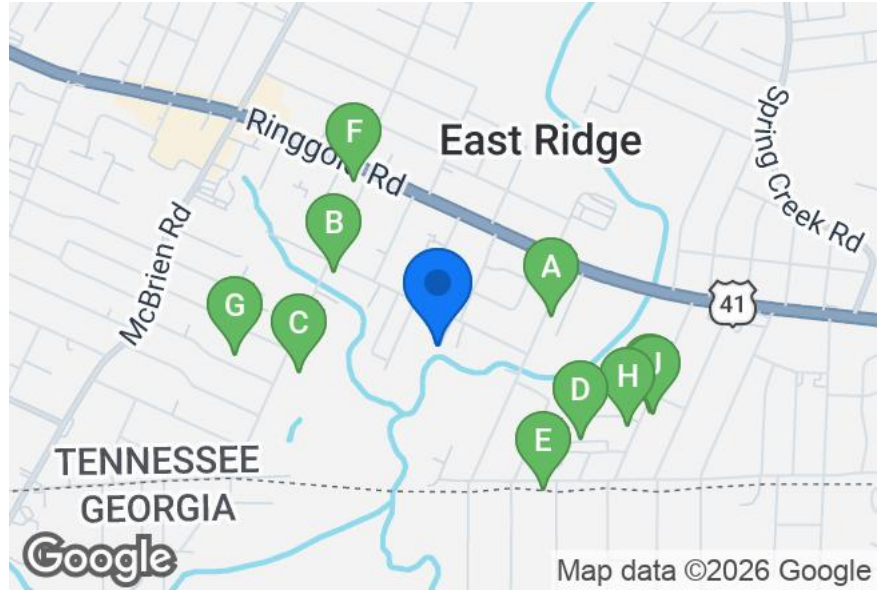 F
Ringgold Rd
East Ridge
Spring Creek Rd
B
McBrien Rd
A
41
G
C
J
H
D
E
TENNESSEE
GEORGIA
Google
Map data ©2026 Google